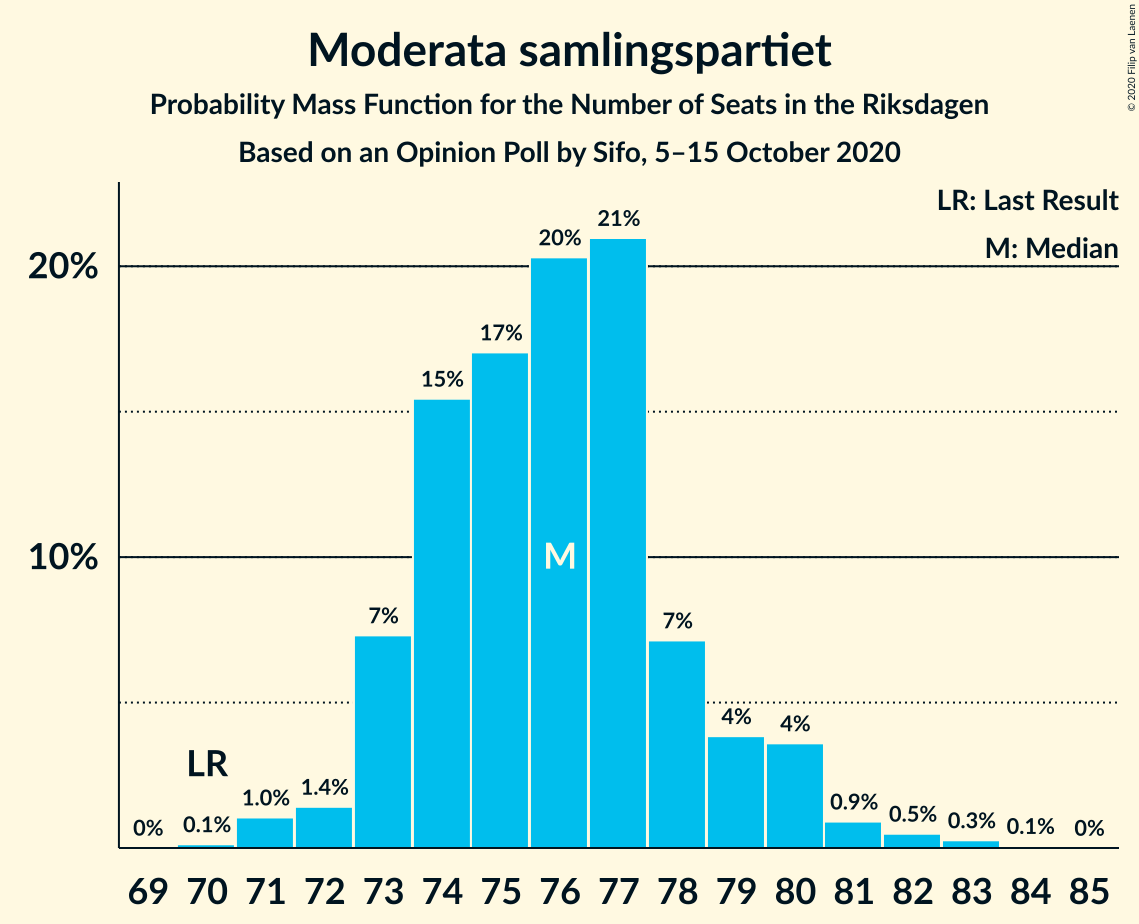 Moderata samlingspartiet
Probability Mass Function for the Number of Seats in the Riksdagen
Based on an Opinion Poll by Sifo, 5–15 October 2020
© 2020 Filip van Laenen
LR: Last Result
M: Median
20%
10%
0%
0.1%
1.0%
1.4%
7%
15%
17%
20%
21%
7%
4%
4%
0.9%
0.5%
0.3%
0.1%
0%
LR
M
69 70 71 72 73 74 75 76 77 78 79 80 81 82 83 84 85